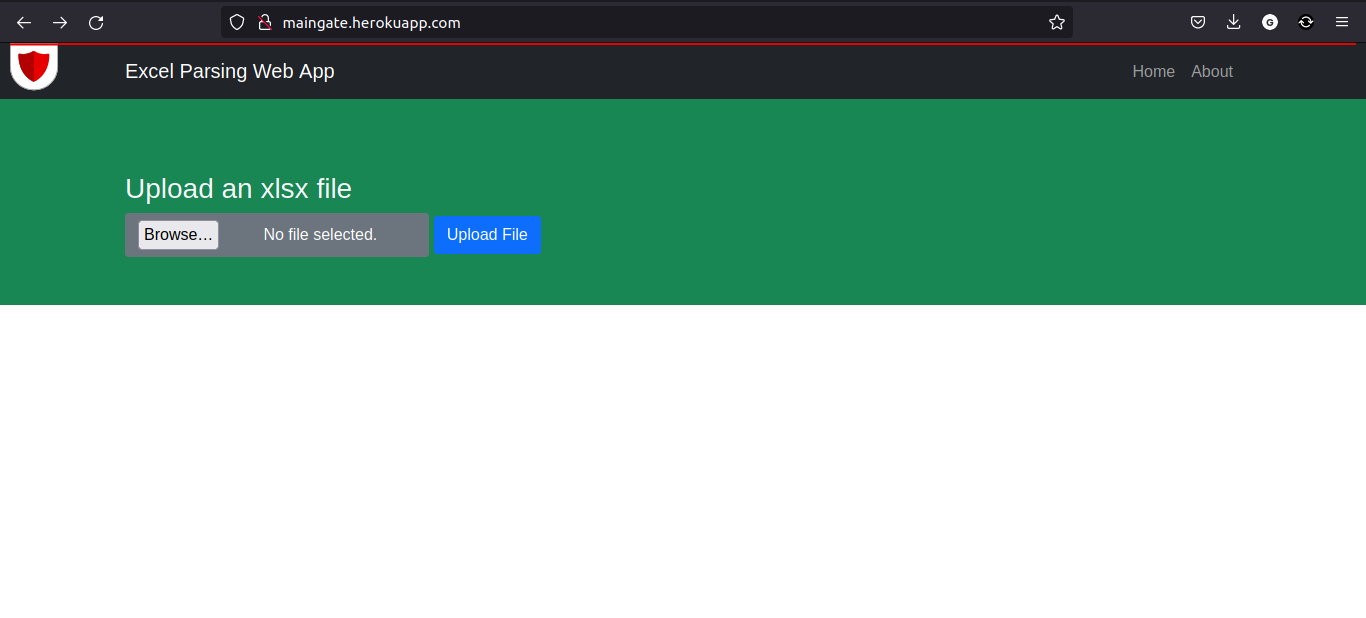 maingate.herokuapp.com
G
Excel Parsing Web App
Home About
Upload an xlsx file
Browse... No file selected. Upload File